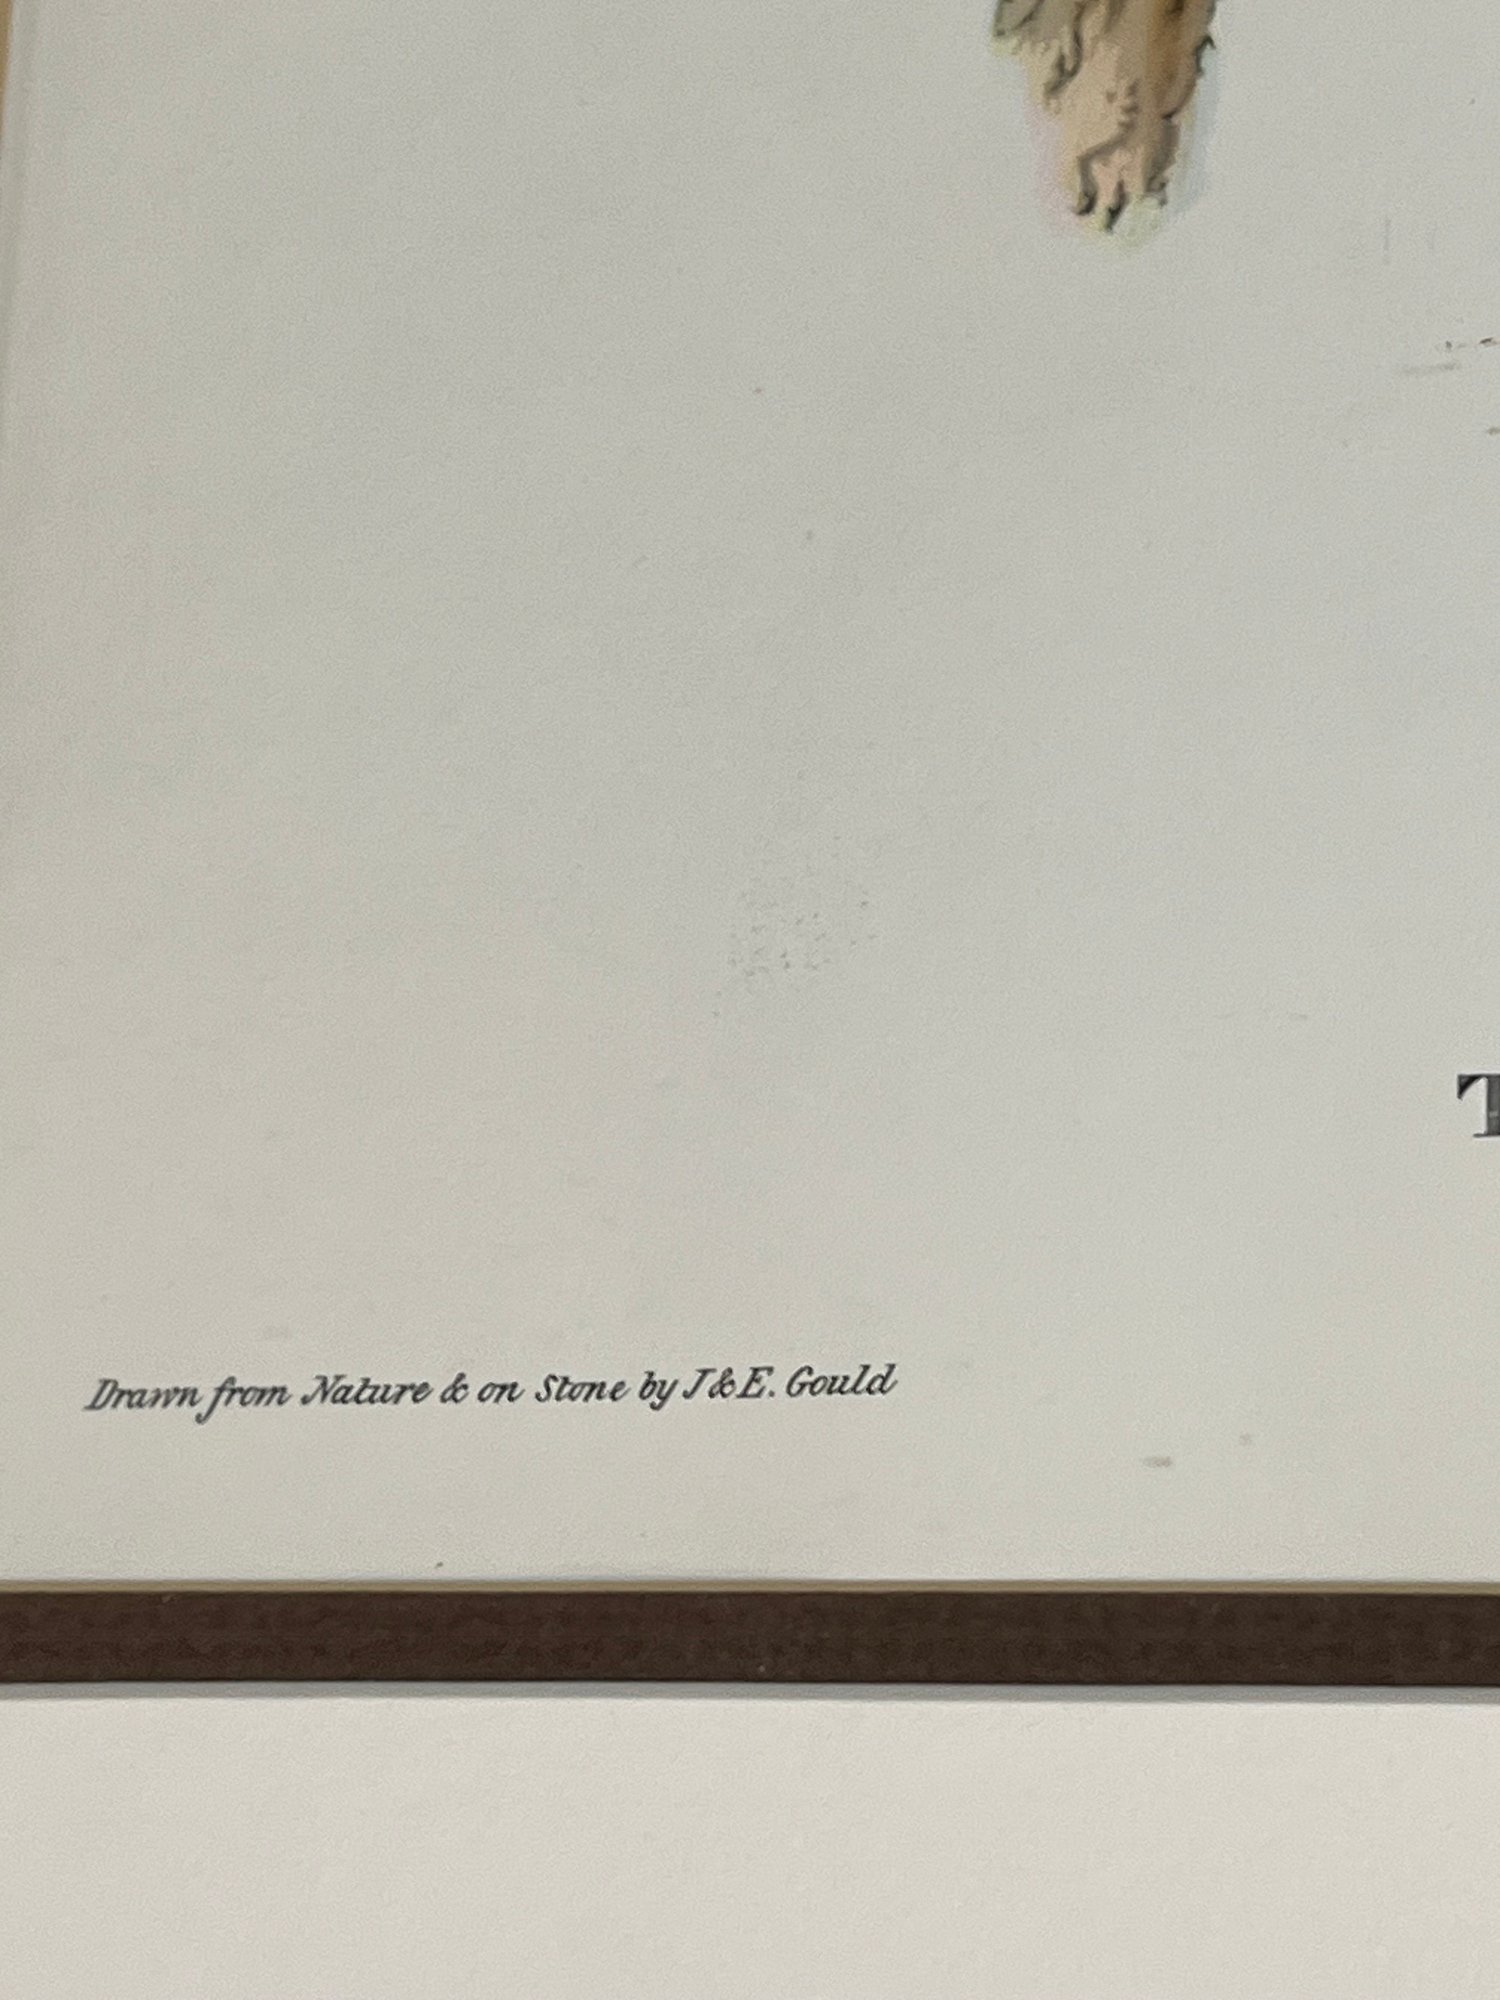 T
Drawn from Nature & on Stone by J & E. Gould